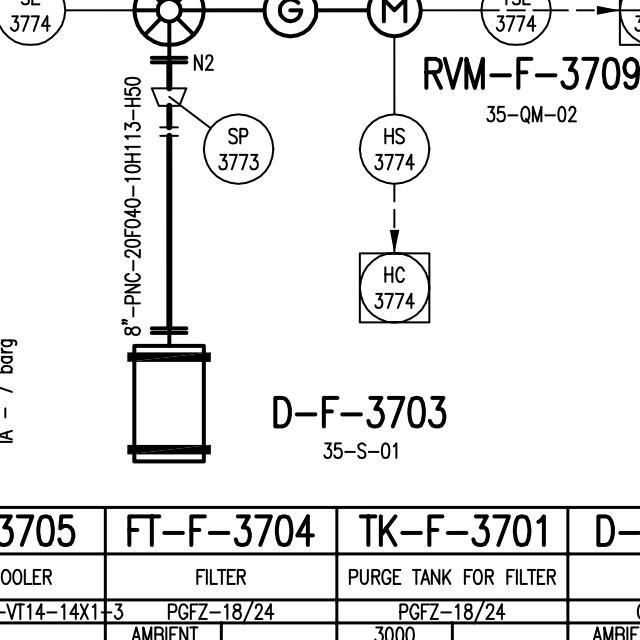 3774
G
M
3774
RVM-F-3709
35-QM-02
N2
8"-PNC-20F040-10H113-H50
SP
3773
HS
3774
HC
3774
IA - 7 barg
D-F-3703
35-S-01
3705
FT-F-3704
TK-F-3701
D-
OOLER
FILTER
PURGE TANK FOR FILTER
-VT14-14X1-3
PGFZ-18/24
PGFZ-18/24
AMBIENT
3000
AMBIE